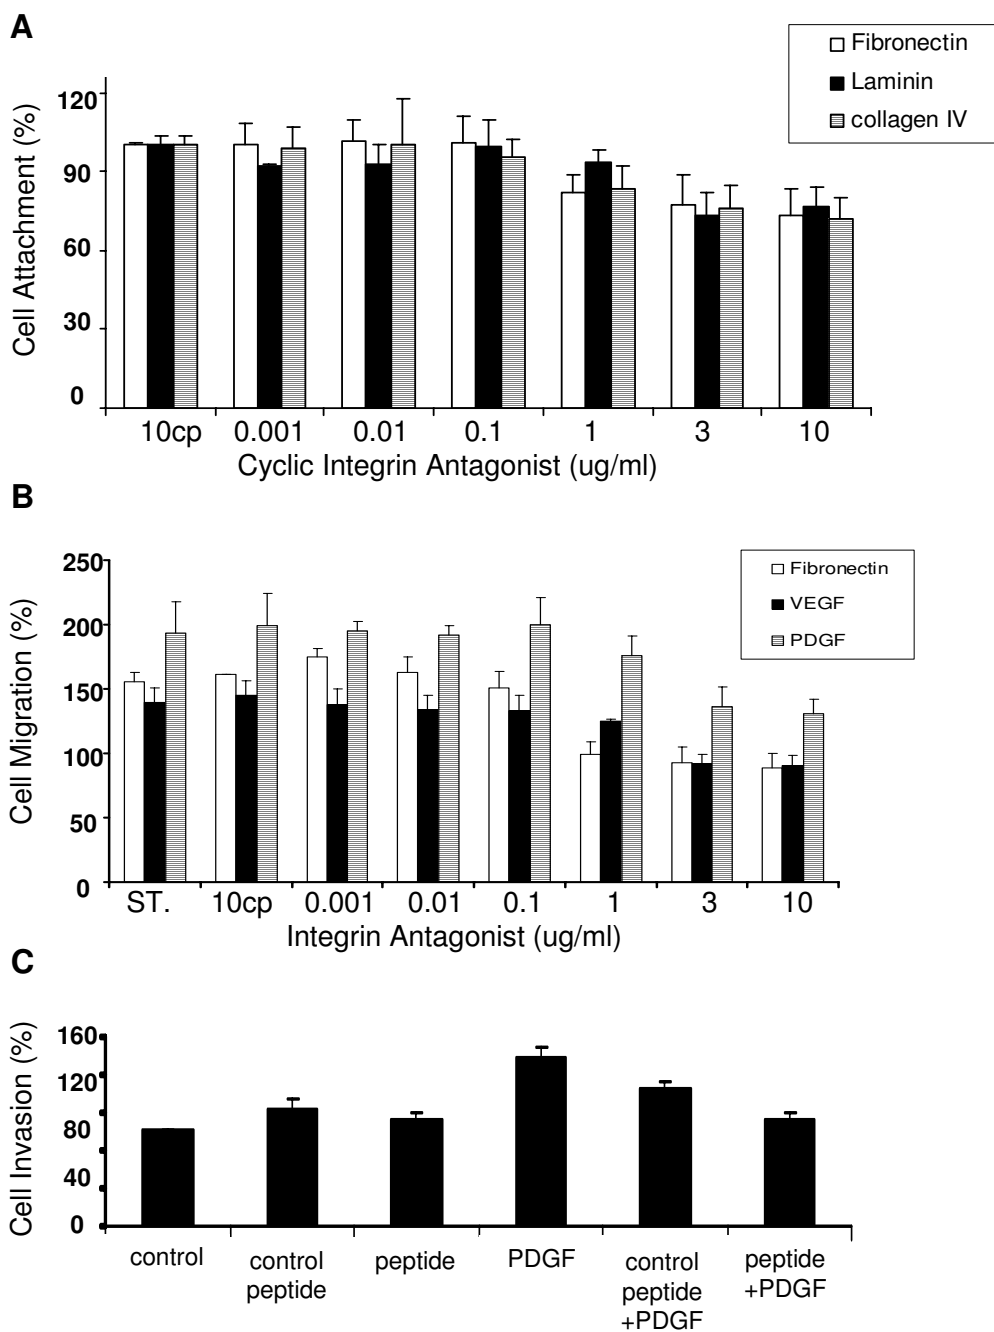 A
Fibronectin
Laminin
collagen IV
Cell Attachment (%)
120
90
60
30
0
10cp 0.001 0.01 0.1 1 3 10
Cyclic Integrin Antagonist (ug/ml)
B
Fibronectin
VEGF
PDGF
Cell Migration (%)
250
200
150
100
50
0
ST. 10cp 0.001 0.01 0.1 1 3 10
Integrin Antagonist (ug/ml)
C
Cell Invasion (%)
160
120
80
40
0
control
control
peptide
peptide
PDGF
control
peptide
+PDGF
peptide
+PDGF